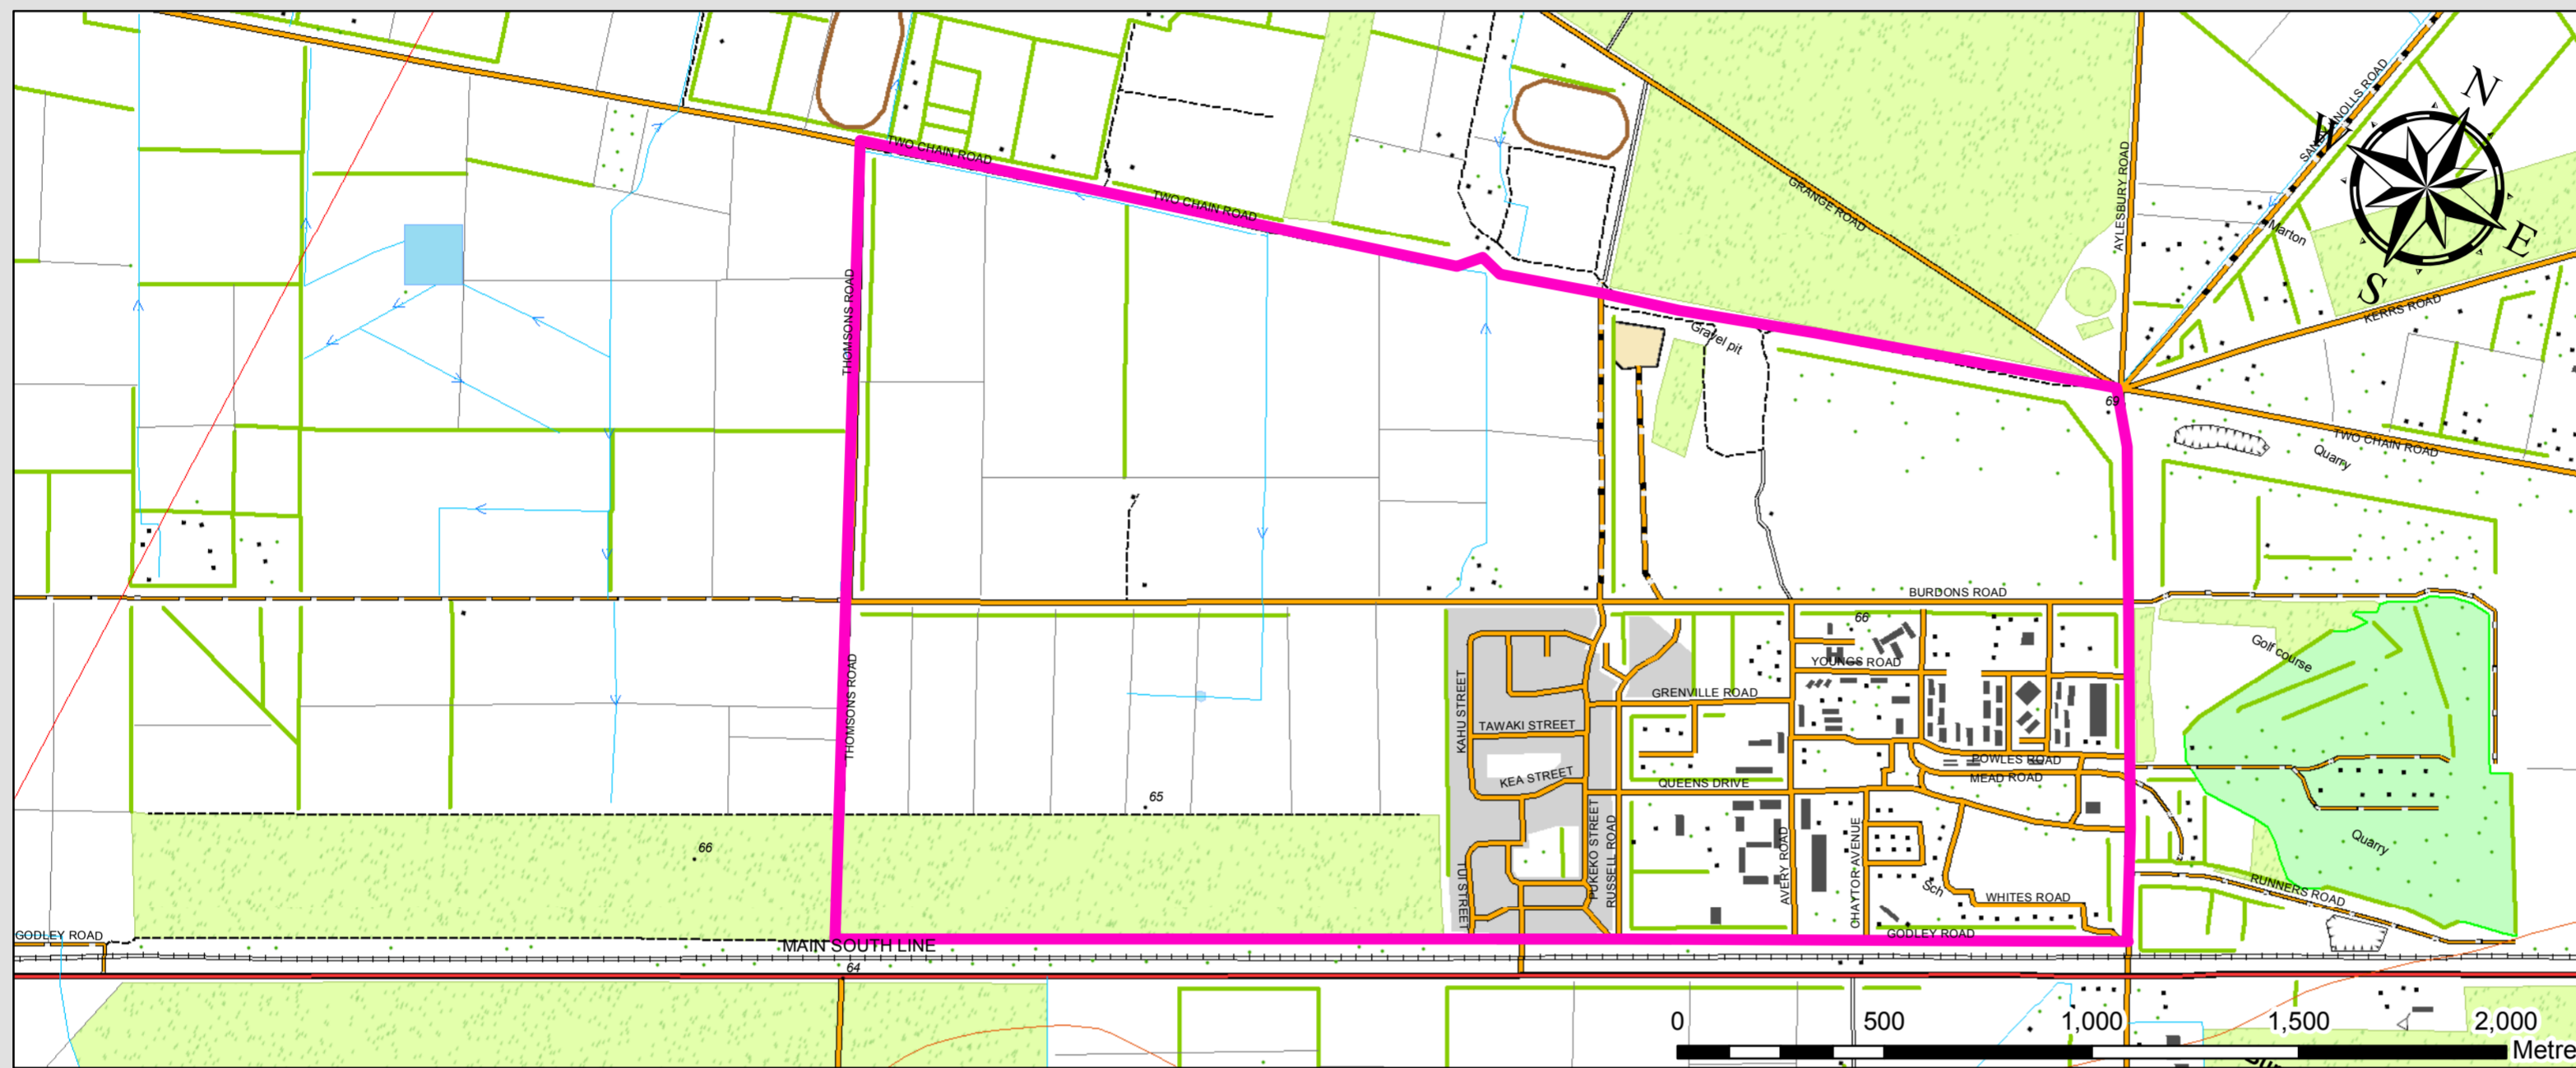 TWO CHAIN ROAD
TWO CHAIN ROAD
GRANGE ROAD
AYLESBURY ROAD
N
W
E
S
Marton
KERRS ROAD
THOMSONS ROAD
Gravel pit
69
TWO CHAIN ROAD
Quarry
BURDONS ROAD
66
YOUNGS ROAD
Golf course
KAHU STREET
GRENVILLE ROAD
THOMSONS ROAD
TAWAKI STREET
POWLES ROAD
KEA STREET
QUEENS DRIVE
MEAD ROAD
65
66
PUKEKO STREET
RUSSELL ROAD
AVERY ROAD
CHAYTOR AVENUE
Quarry
TUI STREET
Sch
WHITES ROAD
RUNNERS ROAD
GODLEY ROAD
MAIN SOUTH LINE
GODLEY ROAD
64
0 500 1,000 1,500 2,000
Metre